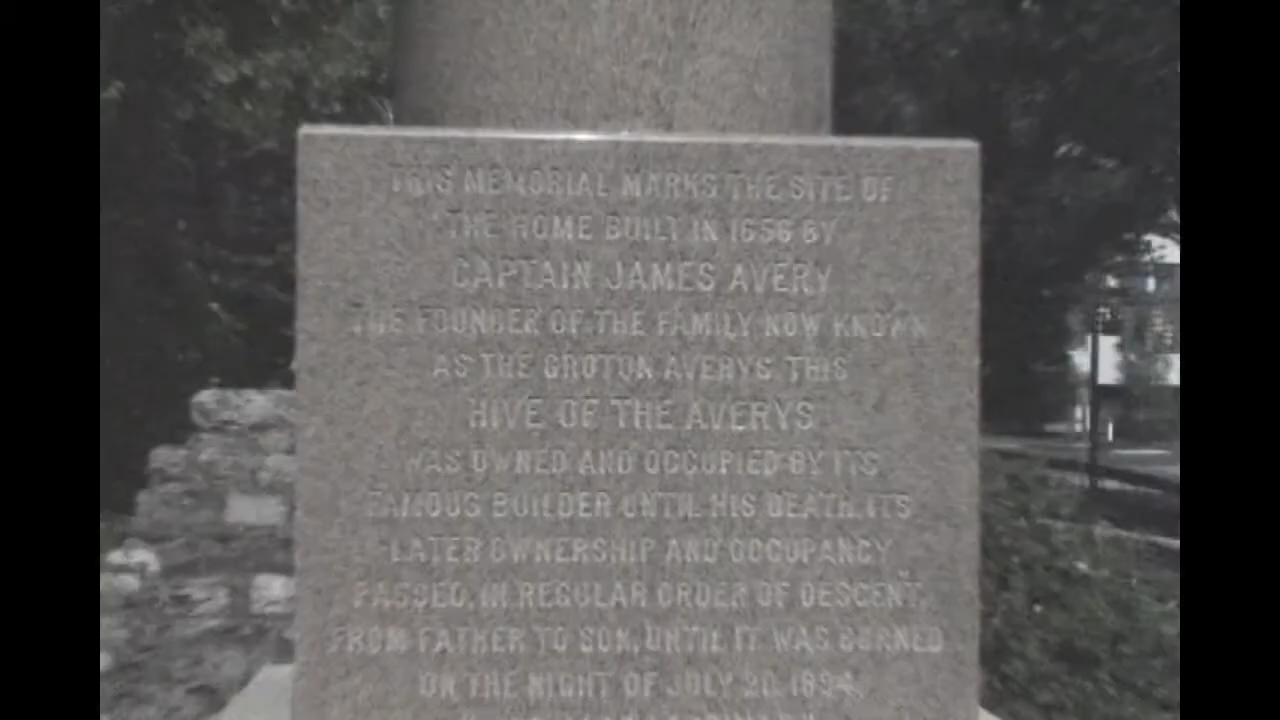 THIS MEMORIAL MARKS THE SITE OF
THE HOME BUILT IN 1656 BY
CAPTAIN JAMES AVERY
THE FOUNDER OF THE FAMILY NOW KNOWN
AS THE GROTON AVERYS. THIS
HIVE OF THE AVERYS
WAS OWNED AND OCCUPIED BY ITS
FAMOUS BUILDER UNTIL HIS DEATH. ITS
LATER OWNERSHIP AND OCCUPANCY
PASSED, IN REGULAR ORDER OF DESCENT,
FROM FATHER TO SON, UNTIL IT WAS BURNED
ON THE NIGHT OF JULY 20, 1894.